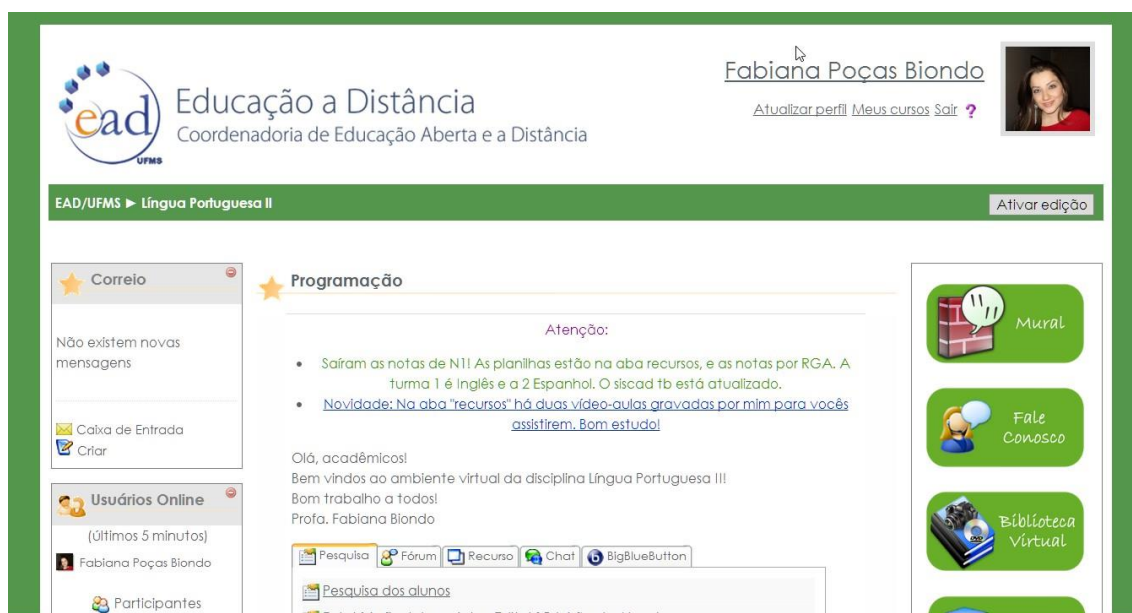 Fabiana Poças Biondo
Atualizar perfil Meus cursos Sair ?
ead
UFMS
Educação a Distância
Coordenadoria de Educação Aberta e a Distância
EAD/UFMS ► Língua Portuguesa II
Ativar edição
Correio
Não existem novas
mensagens
Caixa de Entrada
Criar
Usuários Online
(últimos 5 minutos)
Fabiana Poças Biondo
Participantes
Programação
Atenção:
• Saíram as notas de N1! As planilhas estão na aba recursos, e as notas por RGA. A
turma 1 é Inglês e a 2 Espanhol. O siscad tb está atualizado.
• Novidade: Na aba "recursos" há duas vídeo-aulas gravadas por mim para vocês
assistirem. Bom estudo!
Olá, acadêmicos!
Bem vindos ao ambiente virtual da disciplina Língua Portuguesa II!
Bom trabalho a todos!
Profa. Fabiana Biondo
Pesquisa Fórum Recurso Chat BigBlueButton
Pesquisa dos alunos
Mural
Fale
Conosco
Biblioteca
Virtual